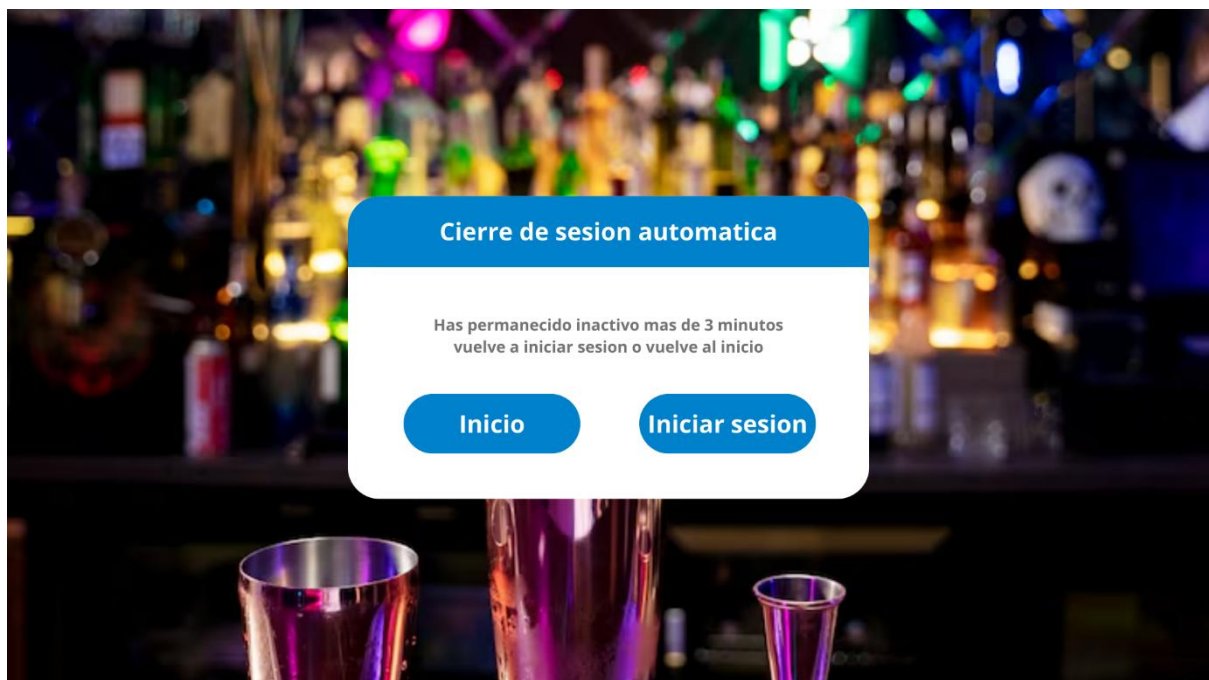 Cierre de sesion automatica
Has permanecido inactivo mas de 3 minutos
vuelve a iniciar sesion o vuelve al inicio
Inicio
Iniciar sesion